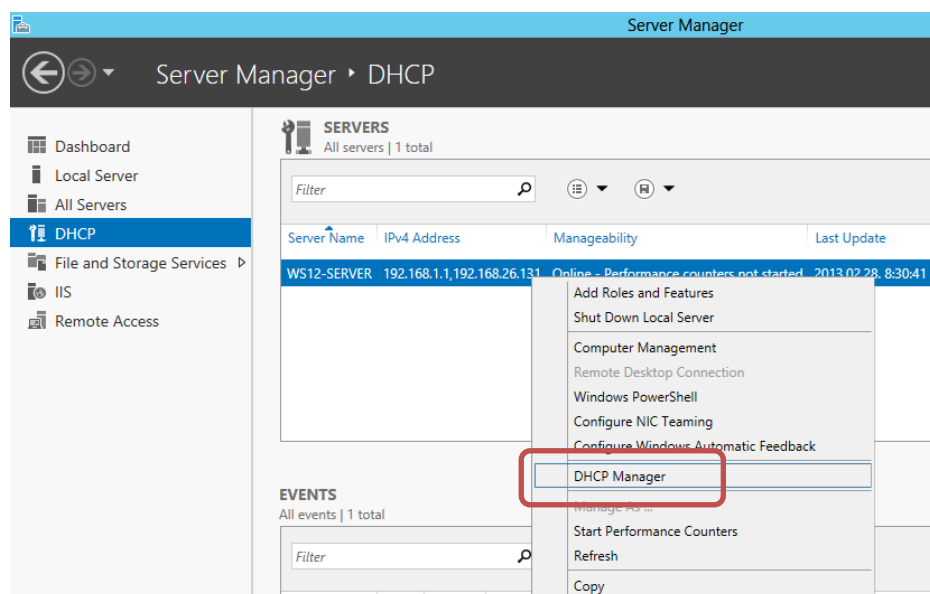 Server Manager
Server Manager DHCP
Dashboard
Local Server
All Servers
DHCP
File and Storage Services
IIS
Remote Access
SERVERS
All servers | 1 total
Filter
Server Name IPv4 Address Manageability Last Update
WS12-SERVER 192.168.1.1,192.168.26.131 Online - Performance counters not started 2013.02.28. 8:30:41
Add Roles and Features
Shut Down Local Server
Computer Management
Remote Desktop Connection
Windows PowerShell
Configure NIC Teaming
Configure Windows Automatic Feedback
DHCP Manager
Manage As ...
Start Performance Counters
Refresh
Copy
EVENTS
All events | 1 total
Filter